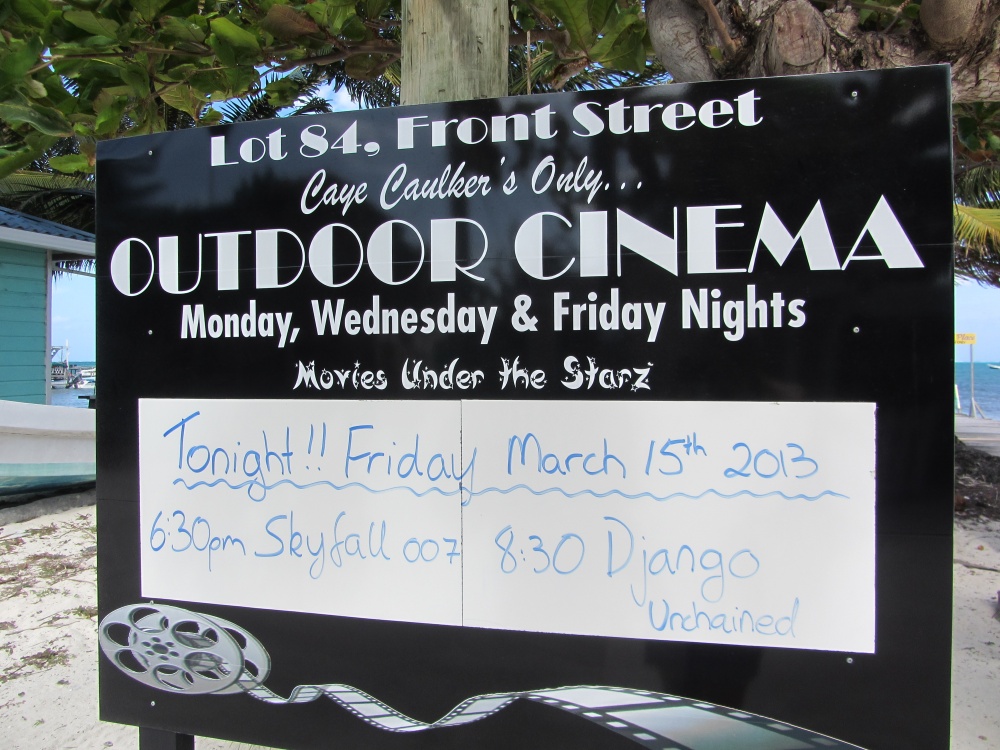 Lot 84, Front Street
Caye Caulker's Only...
OUTDOOR CINEMA
Monday, Wednesday & Friday Nights
Movies Under the Starz
Tonight!! Friday March 15th 2013
6:30pm Skyfall 007 8:30 Django
Unchained